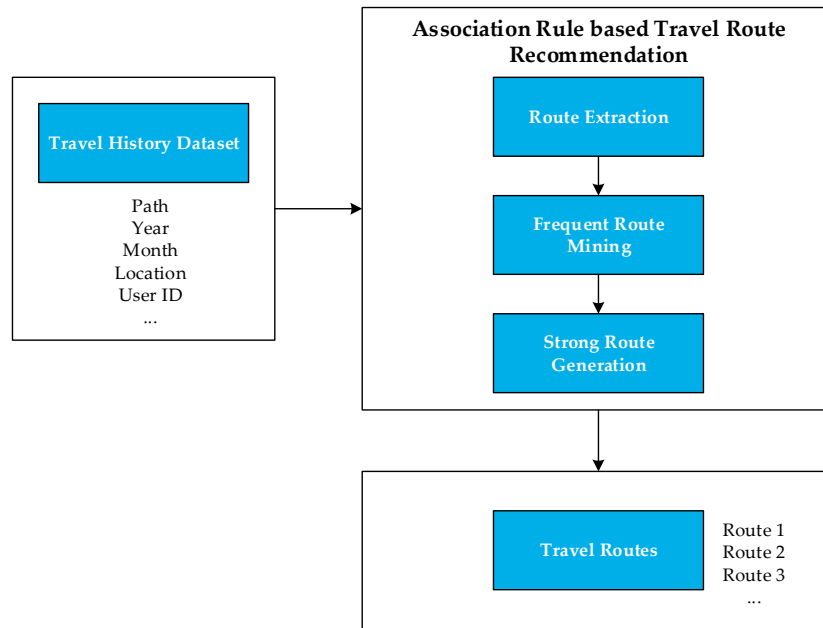 Travel History Dataset
Path
Year
Month
Location
User ID
...
Association Rule based Travel Route
Recommendation
Route Extraction
Frequent Route
Mining
Strong Route
Generation
Travel Routes
Route 1
Route 2
Route 3
...